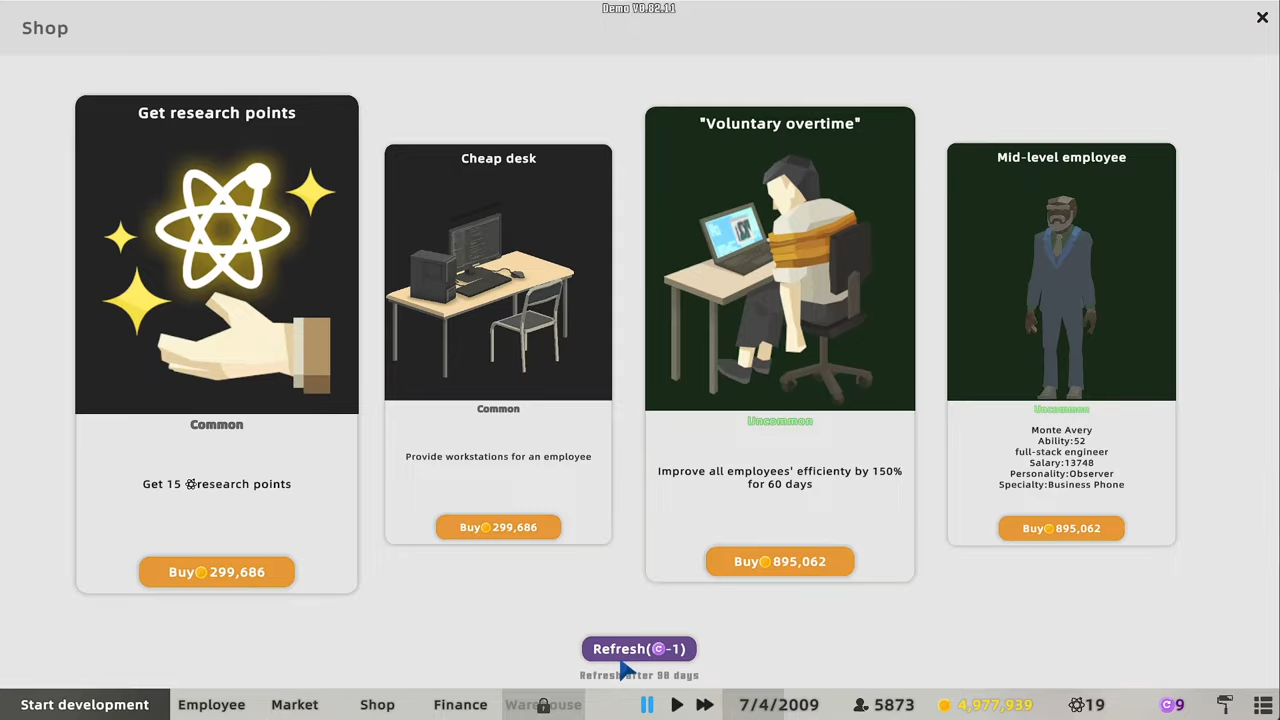 Demo V0.82.11
Shop
Get research points
Common
Get 15 research points
Buy 299,686
Cheap desk
Common
Provide workstations for an employee
Buy 299,686
"Voluntary overtime"
Uncommon
Improve all employees' efficienty by 150%
for 60 days
Buy 895,062
Mid-level employee
Uncommon
Monte Avery
Ability:52
full-stack engineer
Salary:13748
Personality:Observer
Specialty:Business Phone
Buy 895,062
Refresh(C-1)
Refresh after 98 days
Start development
Employee
Market
Shop
Finance
Warehouse
7/4/2009
5873
4,977,939
19
C 9